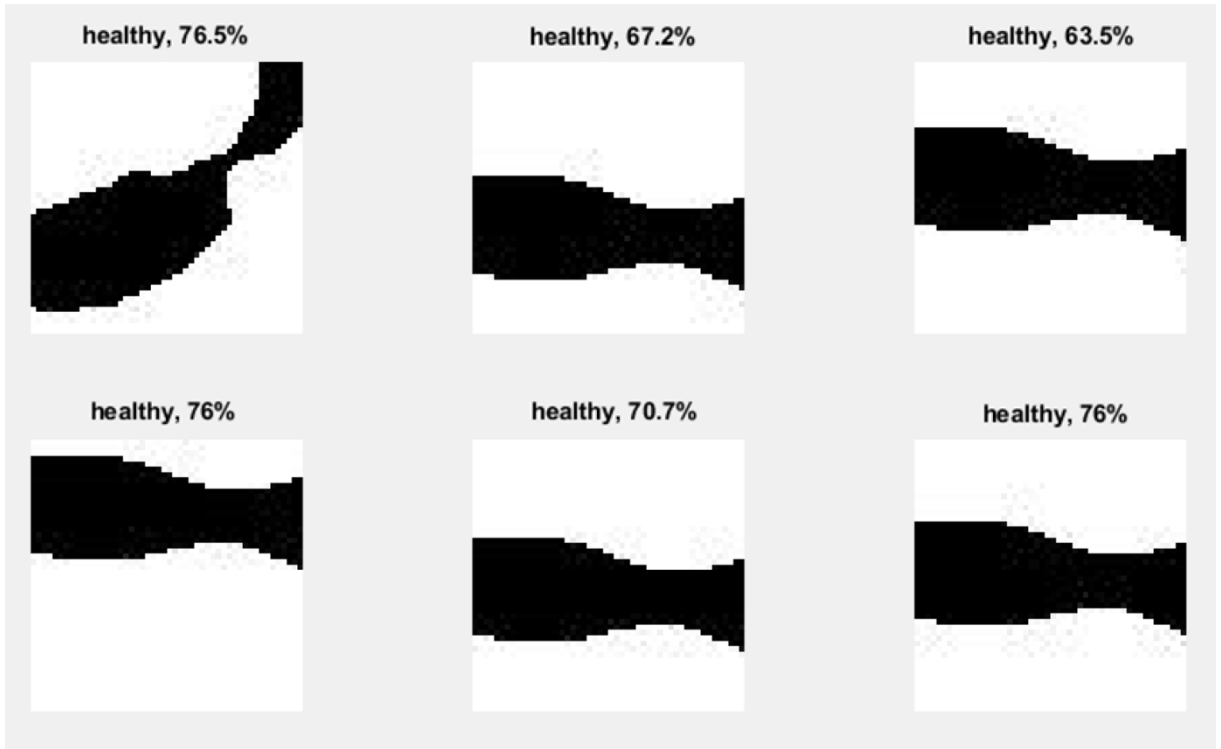 healthy, 76.5%
healthy, 67.2%
healthy, 63.5%
healthy, 76%
healthy, 70.7%
healthy, 76%